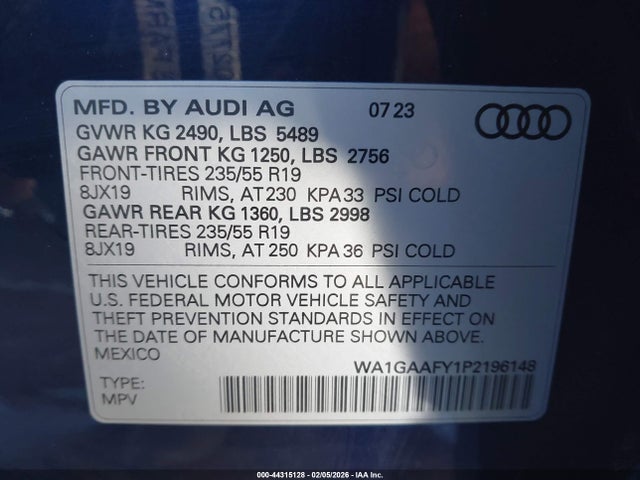 MFD. BY AUDI AG 07 23
GVWR KG 2490, LBS 5489
GAWR FRONT KG 1250, LBS 2756
FRONT-TIRES 235/55 R19
8JX19 RIMS, AT 230 KPA 33 PSI COLD
GAWR REAR KG 1360, LBS 2998
REAR-TIRES 235/55 R19
8JX19 RIMS, AT 250 KPA 36 PSI COLD
THIS VEHICLE CONFORMS TO ALL APPLICABLE
U.S. FEDERAL MOTOR VEHICLE SAFETY AND
THEFT PREVENTION STANDARDS IN EFFECT ON
THE DATE OF MANUFACTURE SHOWN ABOVE.
MEXICO
WA1GAAFY1P2196148
TYPE:
MPV
000-44315128 - 02/05/2026 - IAA Inc.